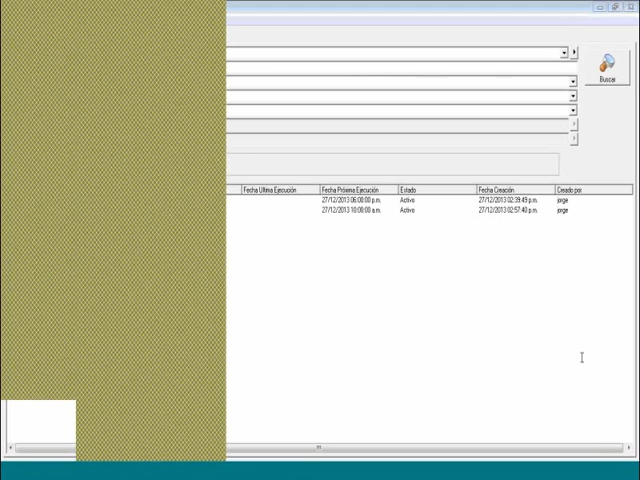 Buscar
Fecha Ultima Ejecución Fecha Próxima Ejecución Estado Fecha Creación Creado por
27/12/2013 06:00:00 p.m. Activo 27/12/2013 02:39:49 p.m. jorge
27/12/2013 10:00:00 a.m. Activo 27/12/2013 02:57:40 p.m. jorge